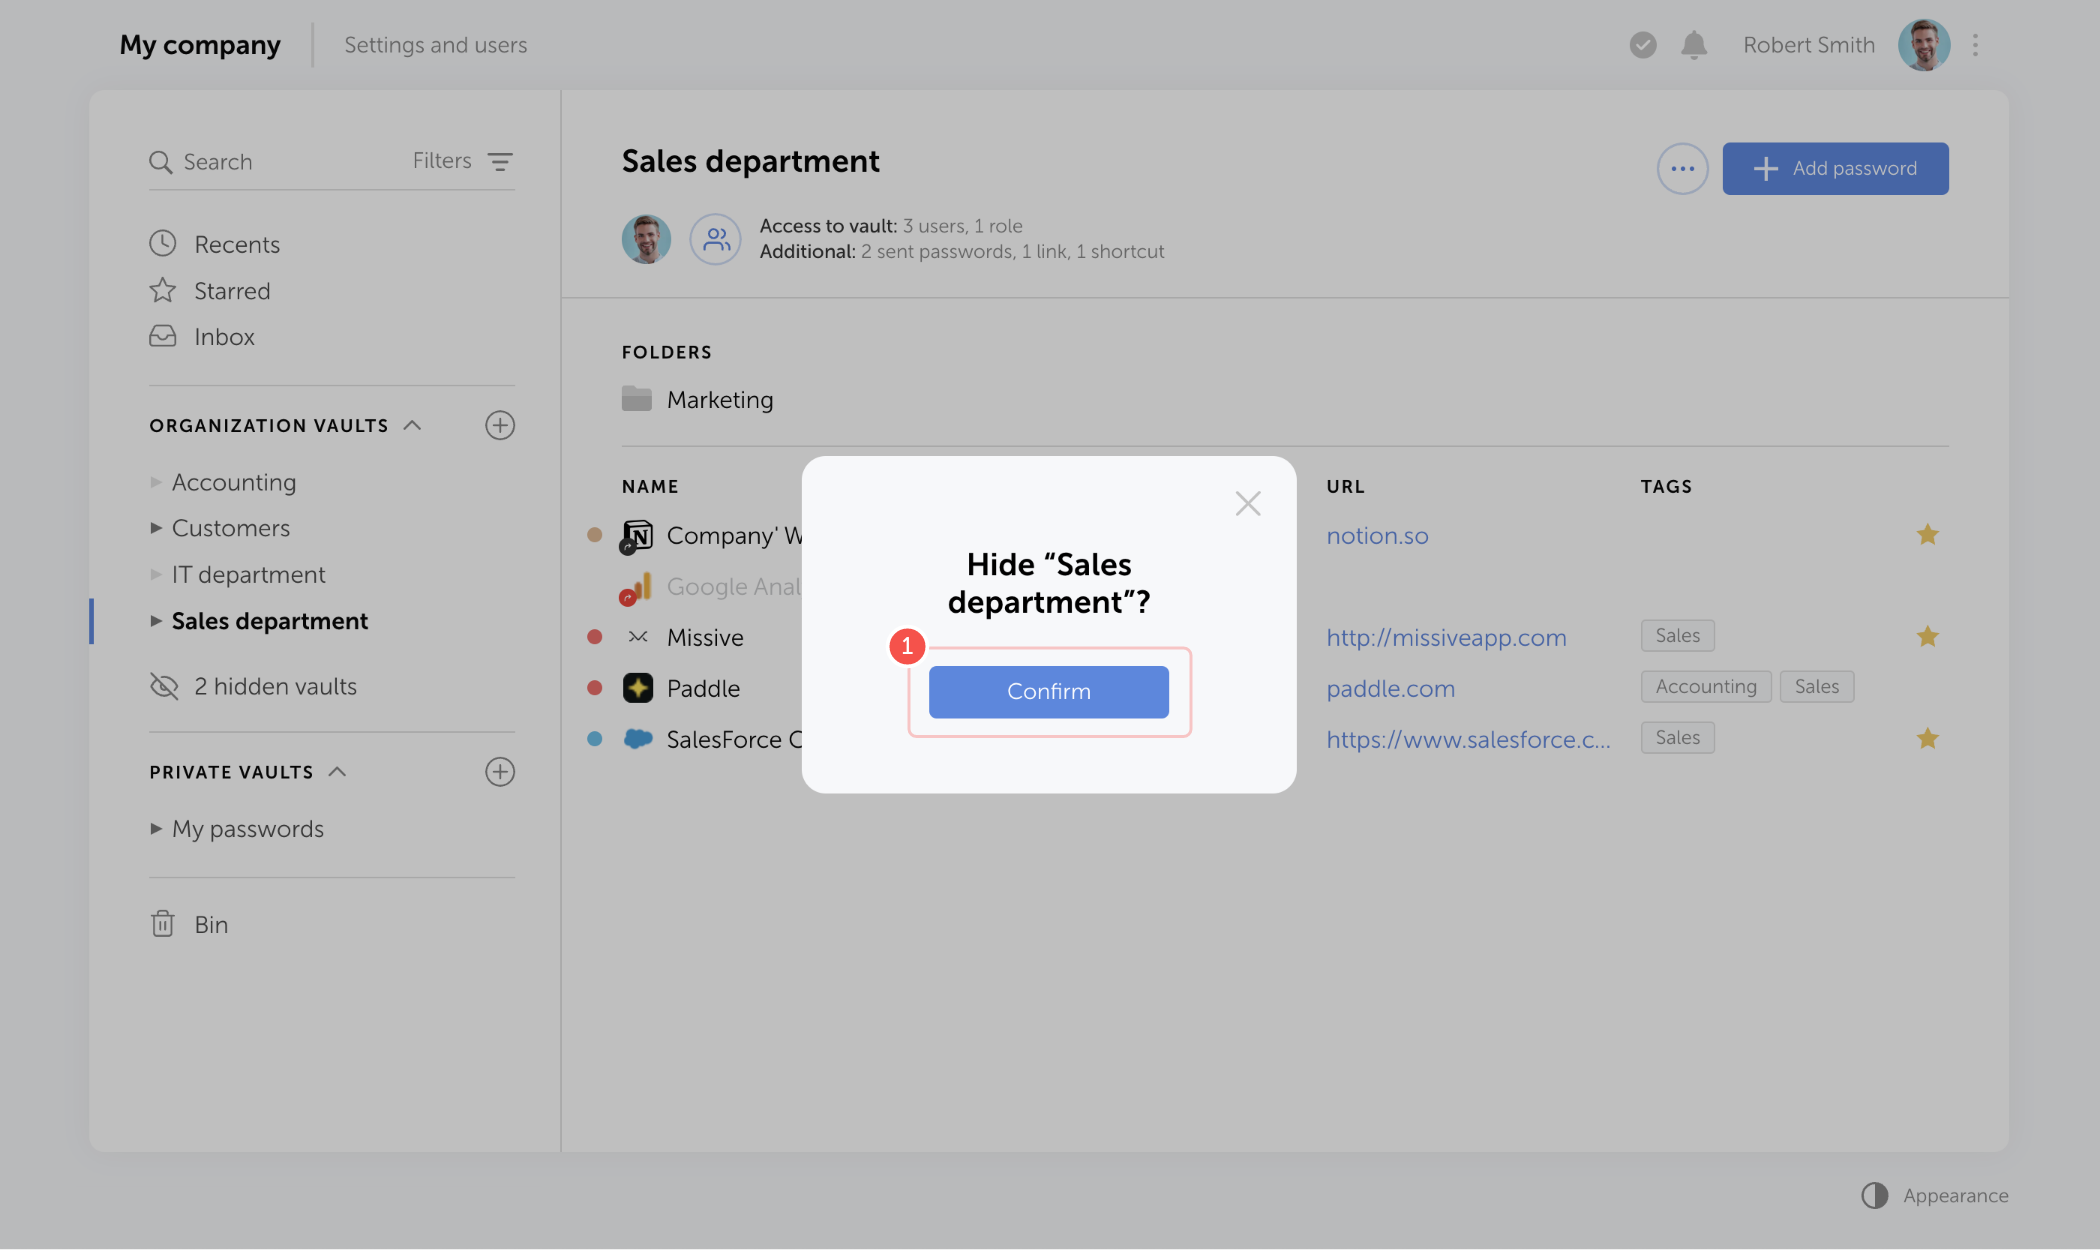 My company
Settings and users
Robert Smith
Search
Filters
Recents
Starred
Inbox
ORGANIZATION VAULTS
Accounting
Customers
IT department
Sales department
2 hidden vaults
PRIVATE VAULTS
My passwords
Bin
Sales department
Add password
Access to vault: 3 users, 1 role
Additional: 2 sent passwords, 1 link, 1 shortcut
FOLDERS
Marketing
NAME
URL
TAGS
Company' W
notion.so
Google Anal
Missive
http://missiveapp.com
Sales
Paddle
paddle.com
Accounting
Sales
SalesForce C
https://www.salesforce.c...
Sales
Hide “Sales
department”?
1
Confirm
Appearance